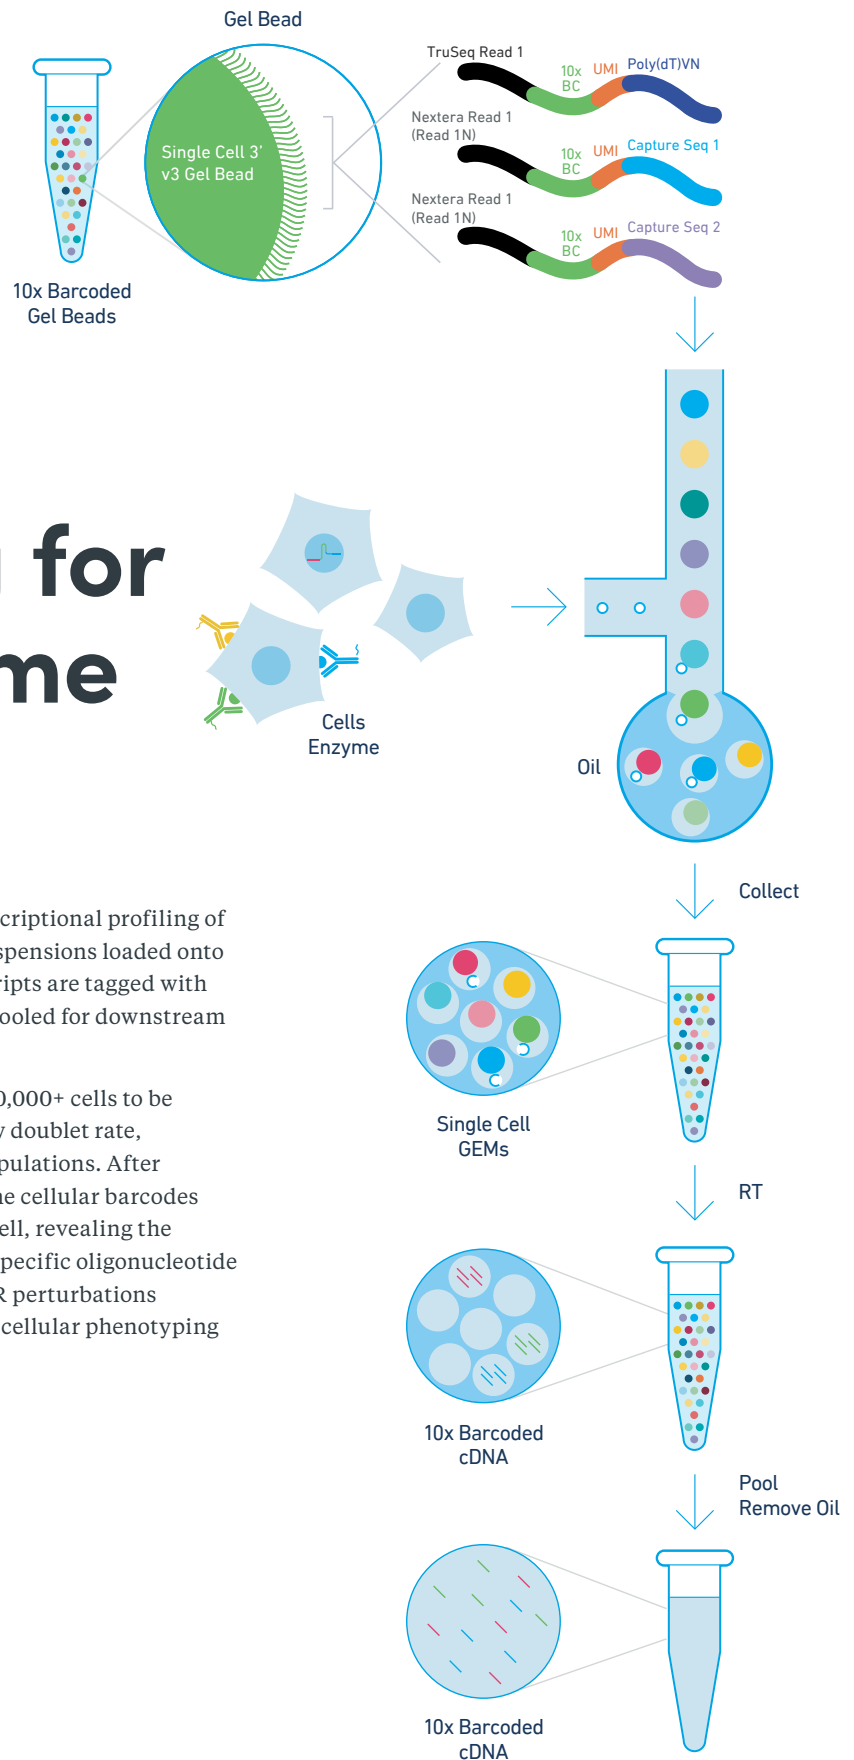 Gel Bead
TruSeq Read 1
10x
BC
UMI
Poly(dT)VN
Single Cell 3'
v3 Gel Bead
Nextera Read 1
(Read 1N)
10x
BC
UMI
Capture Seq 1
Nextera Read 1
(Read 1N)
10x
BC
UMI
Capture Seq 2
10x Barcoded
Gel Beads
for
me
Cells
Enzyme
Oil
Collect
criptional profiling of
spensions loaded onto
ripts are tagged with
ooled for downstream
0,000+ cells to be
doublet rate,
pulations. After
ne cellular barcodes
ell, revealing the
pecific oligonucleotide
R perturbations
cellular phenotyping
Single Cell
GEMs
RT
10x Barcoded
cDNA
Pool
Remove Oil
10x Barcoded
cDNA